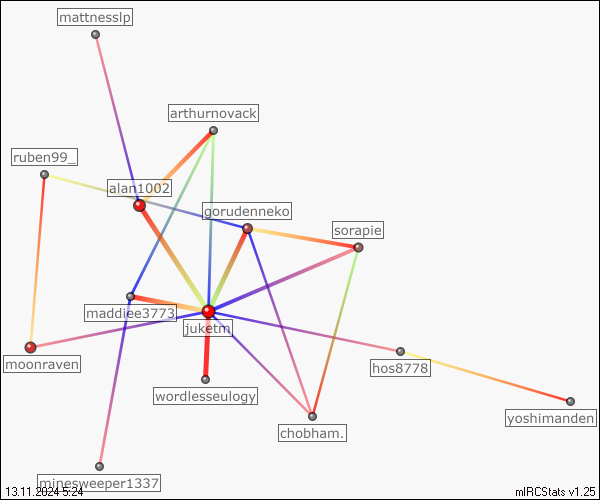 mattnesslp
arthurnovack
ruben99_
alan1002
gorudenneko
sorapie
maddiee3773
juketm
moonraven
hos8778
wordlesseulogy
yoshimanden
chobham.
minesweeper1337
13.11.2024 5:24
mIRCStats v1.25